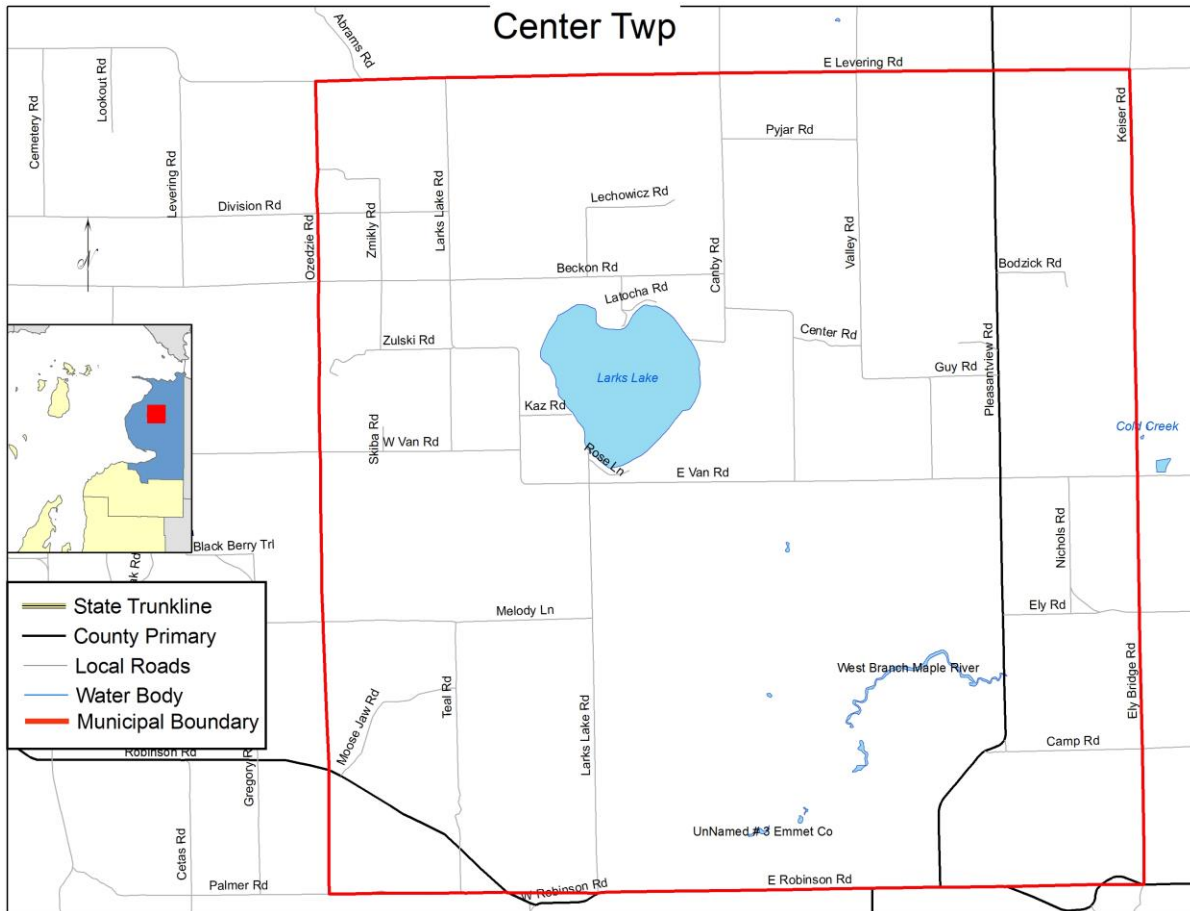 Center Twp
Abrams Rd
E Levering Rd
Cemetery Rd
Lookout Rd
Levering Rd
Keiser Rd
Pyjar Rd
Lechowicz Rd
Division Rd
Ozedzie Rd
Zmikly Rd
Larks Lake Rd
Canby Rd
Valley Rd
Beckon Rd
Bodzick Rd
Latocha Rd
Zulski Rd
Center Rd
Pleasantview Rd
Larks Lake
Guy Rd
Kaz Rd
Skiba Rd
W Van Rd
Rose Ln
E Van Rd
Cold Creek
Nichols Rd
Black Berry Trl
Melody Ln
Ely Rd
State Trunkline
County Primary
Local Roads
Water Body
Municipal Boundary
West Branch Maple River
Ely Bridge Rd
Moose Jaw Rd
Teal Rd
Larks Lake Rd
Camp Rd
Robinson Rd
Gregory R
UnNamed # 3 Emmet Co
Cetas Rd
Palmer Rd
W Robinson Rd
E Robinson Rd